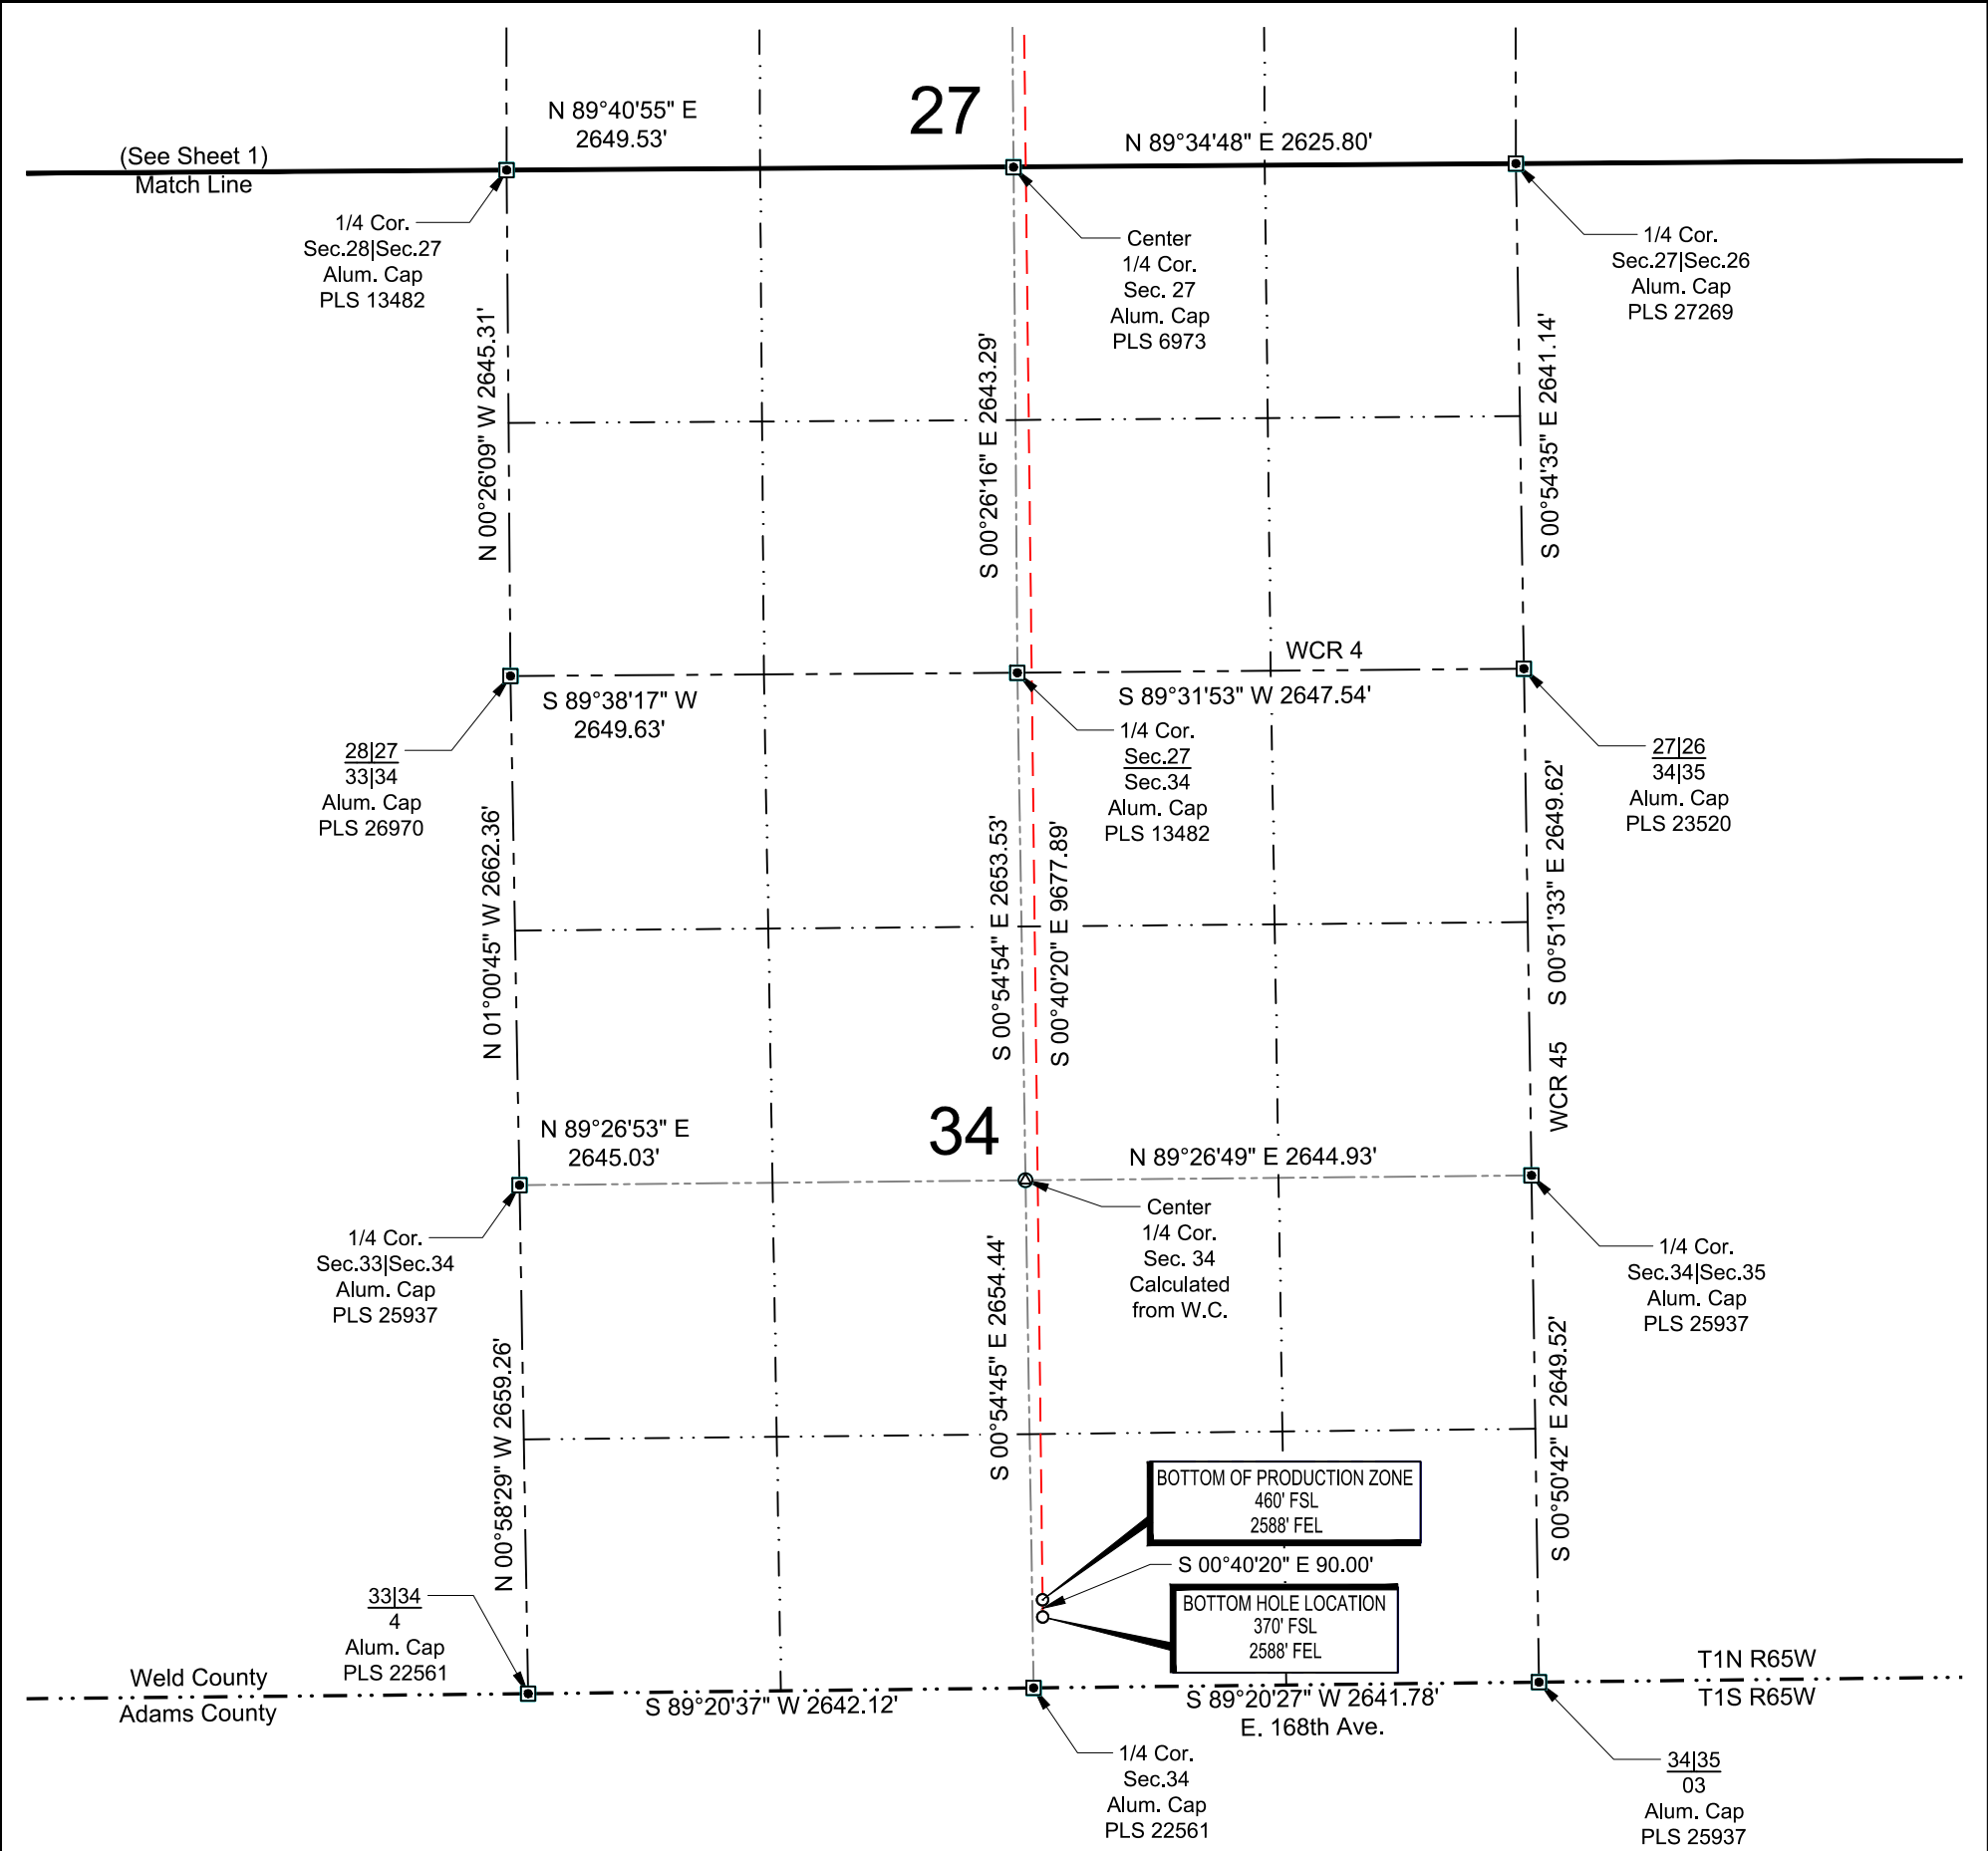 27
N 89°40'55" E
2649.53'
N 89°34'48" E 2625.80'
(See Sheet 1)
Match Line
1/4 Cor.
Sec.28|Sec.27
Alum. Cap
PLS 13482
Center
1/4 Cor.
Sec. 27
Alum. Cap
PLS 6973
1/4 Cor.
Sec.27|Sec.26
Alum. Cap
PLS 27269
N 00°26'09" W 2645.31'
S 00°26'16" E 2643.29'
S 00°54'35" E 2641.14'
WCR 4
S 89°38'17" W
2649.63'
S 89°31'53" W 2647.54'
28|27
33|34
Alum. Cap
PLS 26970
1/4 Cor.
Sec.27
Sec.34
Alum. Cap
PLS 13482
27|26
34|35
Alum. Cap
PLS 23520
N 01°00'45" W 2662.36'
S 00°54'54" E 2653.53'
S 00°40'20" E 9677.89'
WCR 45 S 00°51'33" E 2649.62'
34
N 89°26'53" E
2645.03'
N 89°26'49" E 2644.93'
1/4 Cor.
Sec.33|Sec.34
Alum. Cap
PLS 25937
Center
1/4 Cor.
Sec. 34
Calculated
from W.C.
1/4 Cor.
Sec.34|Sec.35
Alum. Cap
PLS 25937
N 00°58'29" W 2659.26'
S 00°54'45" E 2654.44'
S 00°50'42" E 2649.52'
BOTTOM OF PRODUCTION ZONE
460' FSL
2588' FEL
S 00°40'20" E 90.00'
BOTTOM HOLE LOCATION
370' FSL
2588' FEL
33|34
4
Alum. Cap
PLS 22561
Weld County
Adams County
T1N R65W
T1S R65W
S 89°20'37" W 2642.12'
S 89°20'27" W 2641.78'
E. 168th Ave.
1/4 Cor.
Sec.34
Alum. Cap
PLS 22561
34|35
03
Alum. Cap
PLS 25937